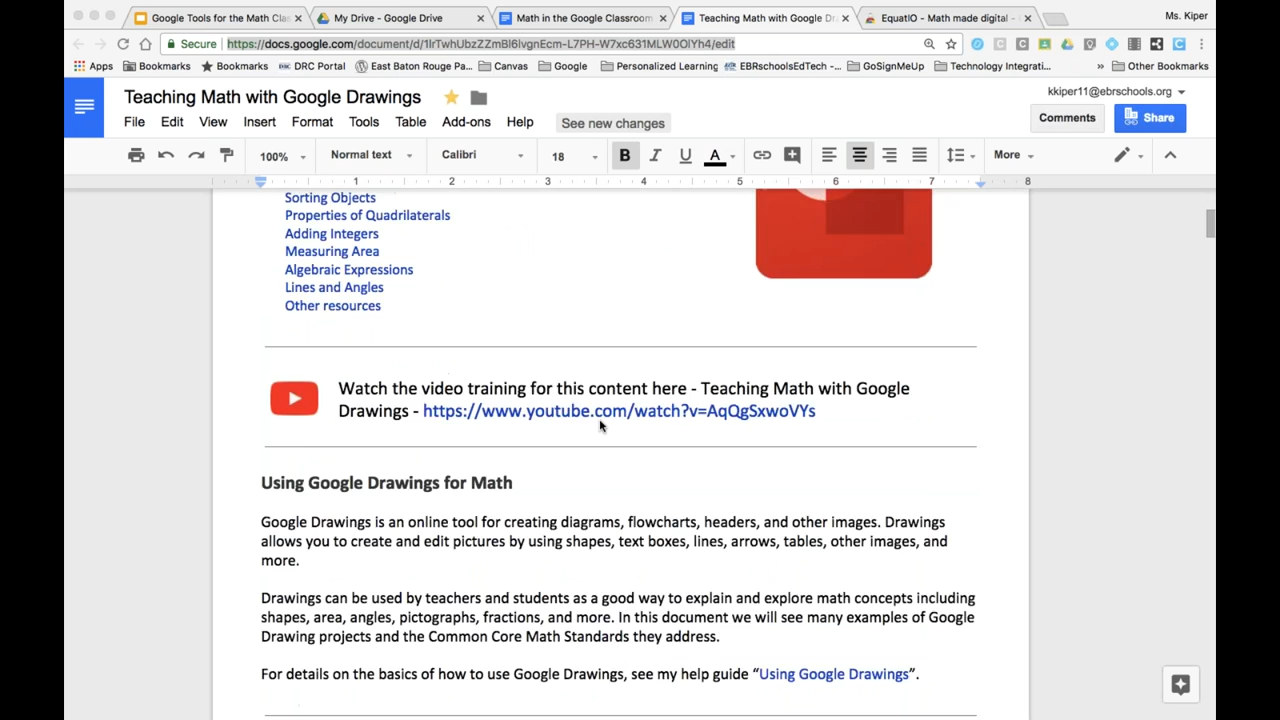 Google Tools for the Math Clas
My Drive - Google Drive
Math in the Google Classroom
Teaching Math with Google Dr
EquatIO - Math made digital -
Ms. Kiper
Secure
Apps
Bookmarks
Bookmarks
DRC Portal
East Baton Rouge Pa...
Canvas
Google
Personalized Learning
EBRschoolsEdTech -...
GoSignMeUp
Technology Integrati...
»
Other Bookmarks
Teaching Math with Google Drawings
kkiper11@ebrschools.org
File Edit View Insert Format Tools Table Add-ons Help See new changes
Comments
Share
100% Normal text Calibri 18 B I U A More
1 2 3 4 5 6 7 8
Sorting Objects
Properties of Quadrilaterals
Adding Integers
Measuring Area
Algebraic Expressions
Lines and Angles
Other resources
Watch the video training for this content here - Teaching Math with Google
Drawings - https://www.youtube.com/watch?v=AqQgSxwoVYs
Using Google Drawings for Math
Google Drawings is an online tool for creating diagrams, flowcharts, headers, and other images. Drawings
allows you to create and edit pictures by using shapes, text boxes, lines, arrows, tables, other images, and
more.
Drawings can be used by teachers and students as a good way to explain and explore math concepts including
shapes, area, angles, pictographs, fractions, and more. In this document we will see many examples of Google
Drawing projects and the Common Core Math Standards they address.
For details on the basics of how to use Google Drawings, see my help guide “Using Google Drawings”.